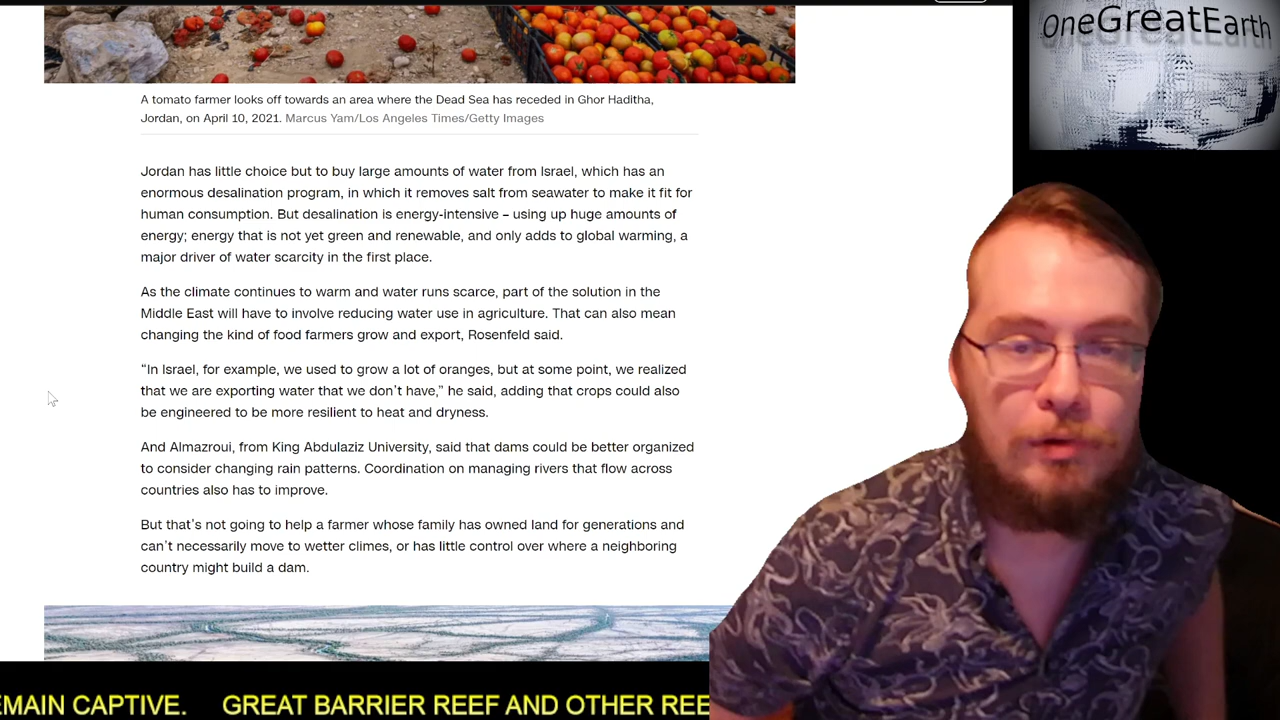 OneGreatEarth
A tomato farmer looks off towards an area where the Dead Sea has receded in Ghor Haditha,
Jordan, on April 10, 2021. Marcus Yam/Los Angeles Times/Getty Images
Jordan has little choice but to buy large amounts of water from Israel, which has an
enormous desalination program, in which it removes salt from seawater to make it fit for
human consumption. But desalination is energy-intensive – using up huge amounts of
energy; energy that is not yet green and renewable, and only adds to global warming, a
major driver of water scarcity in the first place.
As the climate continues to warm and water runs scarce, part of the solution in the
Middle East will have to involve reducing water use in agriculture. That can also mean
changing the kind of food farmers grow and export, Rosenfeld said.
“In Israel, for example, we used to grow a lot of oranges, but at some point, we realized
that we are exporting water that we don’t have,” he said, adding that crops could also
be engineered to be more resilient to heat and dryness.
And Almazroui, from King Abdulaziz University, said that dams could be better organized
to consider changing rain patterns. Coordination on managing rivers that flow across
countries also has to improve.
But that’s not going to help a farmer whose family has owned land for generations and
can’t necessarily move to wetter climes, or has little control over where a neighboring
country might build a dam.
EMAIN CAPTIVE. GREAT BARRIER REEF AND OTHER REE